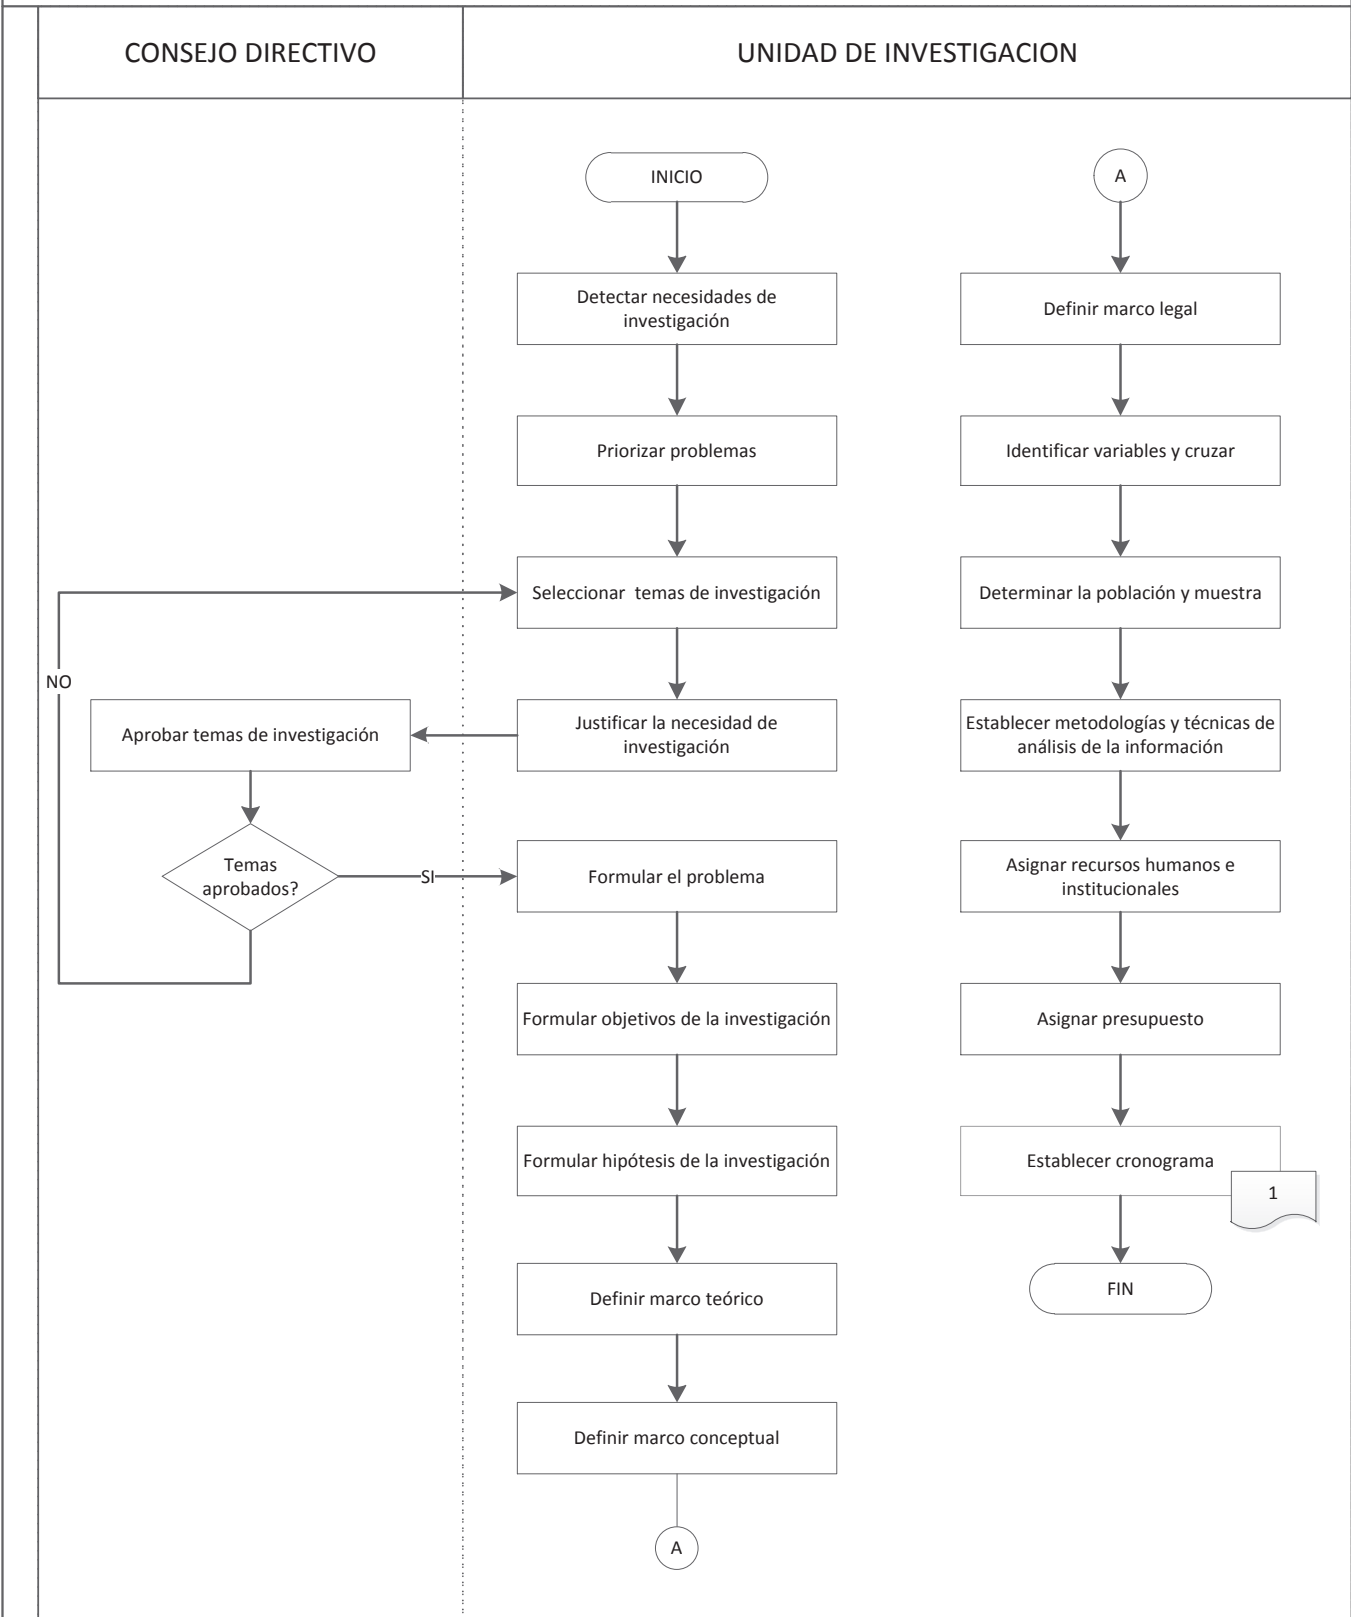 CONSEJO DIRECTIVO
UNIDAD DE INVESTIGACION
INICIO
Detectar necesidades de
investigación
Priorizar problemas
Seleccionar temas de investigación
NO
Justificar la necesidad de
investigación
Aprobar temas de investigación
Temas
aprobados?
SI
Formular el problema
Formular objetivos de la investigación
Formular hipótesis de la investigación
Definir marco teórico
Definir marco conceptual
A
A
Definir marco legal
Identificar variables y cruzar
Determinar la población y muestra
Establecer metodologías y técnicas de
análisis de la información
Asignar recursos humanos e
institucionales
Asignar presupuesto
Establecer cronograma
1
FIN